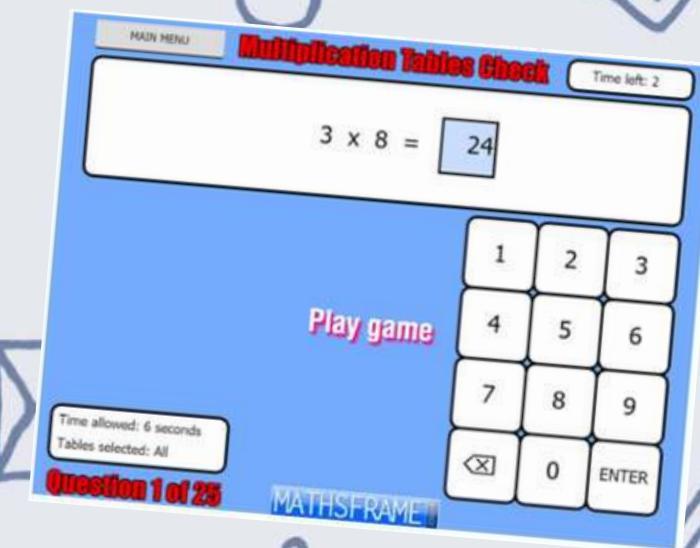 MAIN MENU
Multiplication Tables Check
Time left: 2
3 x 8 = 24
1 2 3
Play game
4 5 6
7 8 9
Time allowed: 6 seconds
Tables selected: All
0 ENTER
Question 1 of 25
MATHSFRAME